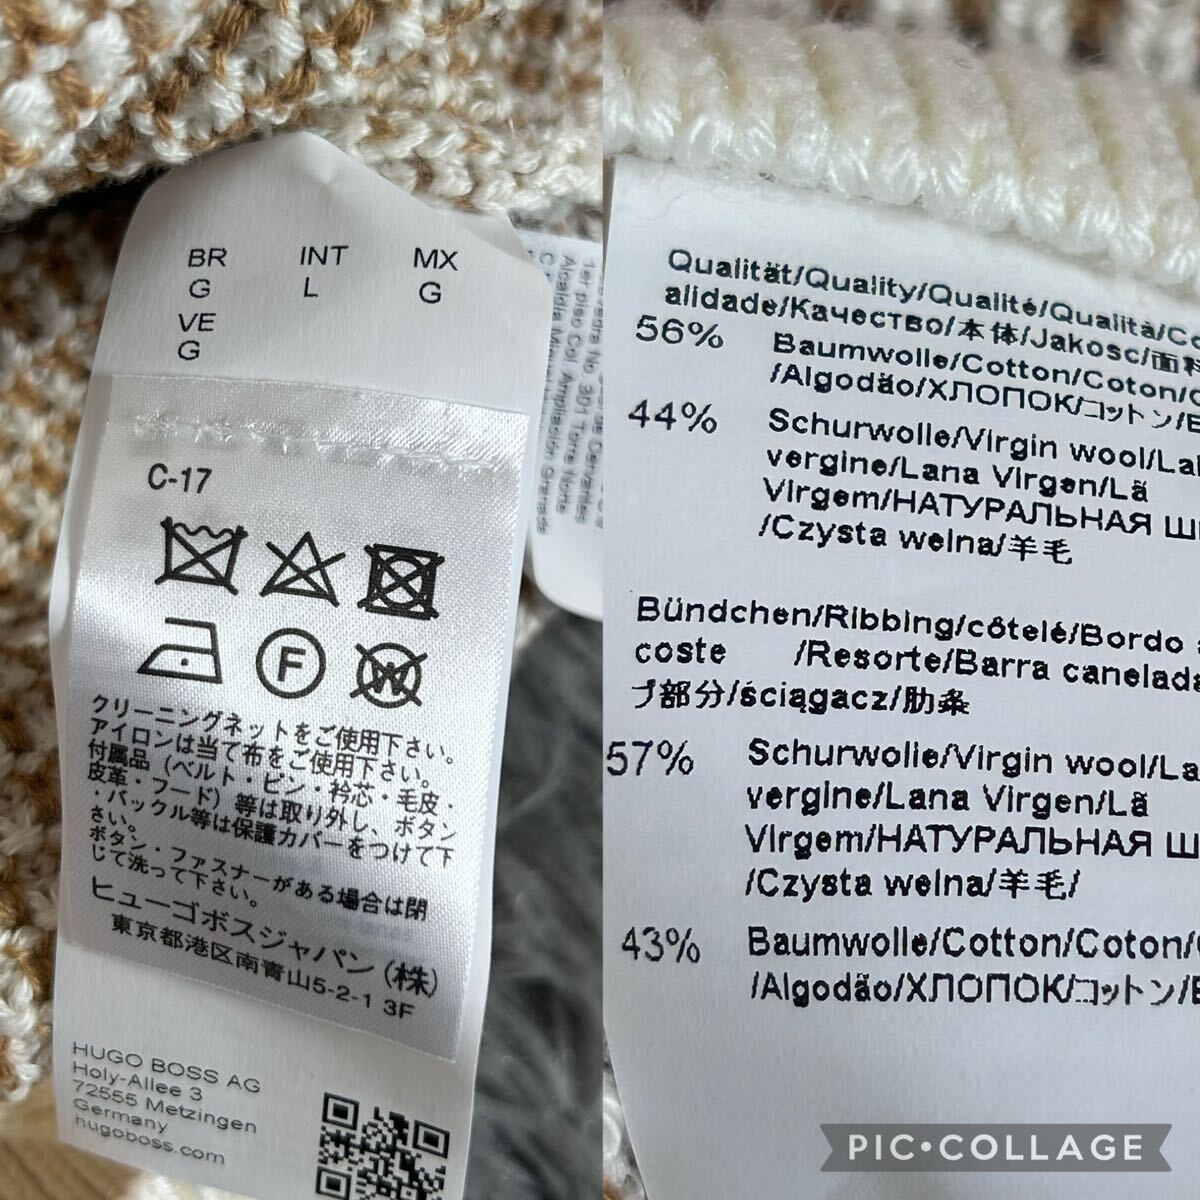 BR INT MX
G L G
VE
G
C-17
クリーニングネットをご使用下さい。
アイロンは当て布をご使用下さい。
付属品（ベルト・ピン・衿芯・毛皮・
皮革・フード）等は取り外し、ボタン
・バックル等は保護カバーをつけて下
さい。
ボタン・ファスナーがある場合は閉
じて洗って下さい。
ヒューゴボスジャパン（株）
東京都港区南青山5-2-1 3F
HUGO BOSS AG
Holy-Allee 3
72555 Metzingen
Germany
hugoboss.com
1er piso Col. Ampliación Granada
Qualität/Quality/Qualité/Qualità/Co
alidade/Качество/本体/Jakosc/面料
56% Baumwolle/Cotton/Coton/C
/Algodão/ХЛОПОК/コットン/B
44% Schurwolle/Virgin wool/Lai
vergine/Lana Virgen/Lã
Virgem/НАТУРАЛЬНАЯ Ш
/Czysta welna/羊毛
Bündchen/Ribbing/côtelé/Bordo a
coste /Resorte/Barra canelada
ブ部分/ściągacz/肋条
57% Schurwolle/Virgin wool/La
vergine/Lana Virgen/Lã
Virgem/НАТУРАЛЬНАЯ Ш
/Czysta welna/羊毛/
43% Baumwolle/Cotton/Coton/
/Algodão/ХЛОПОК/コットン/B
PIC•COLLAGE